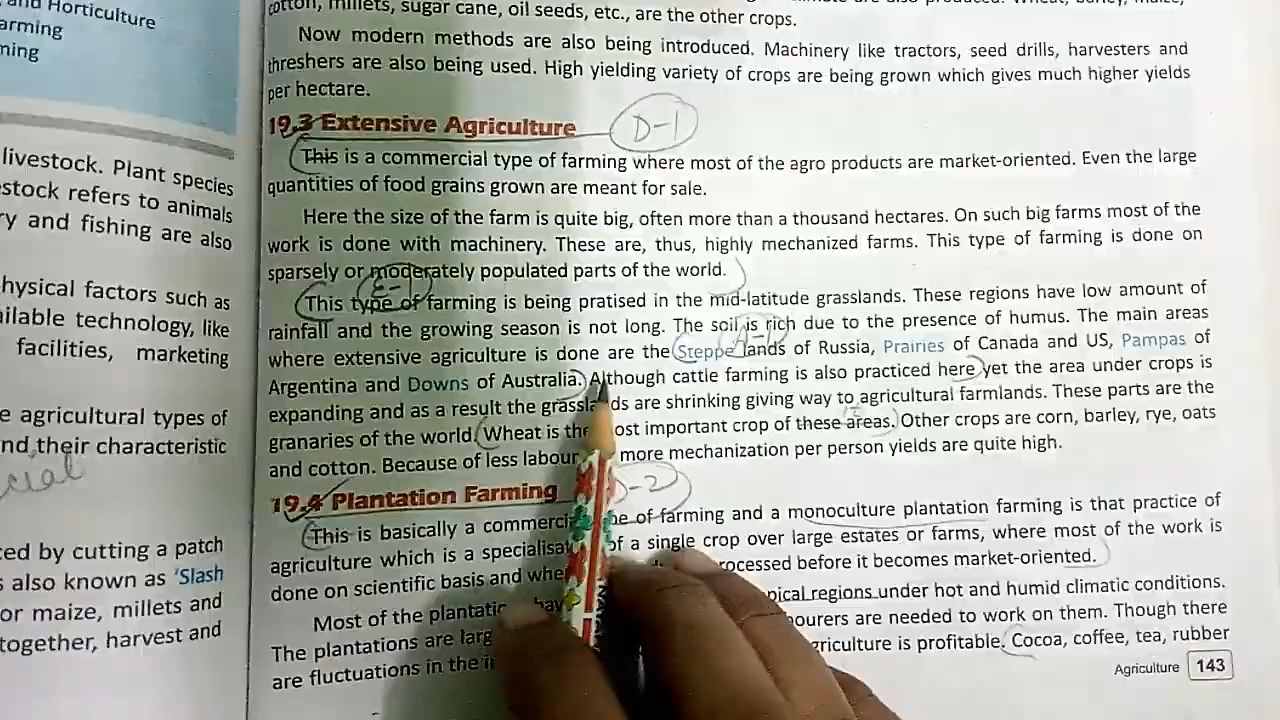 and Horticulture
arming
ming
livestock. Plant species
stock refers to animals
ry and fishing are also
hysical factors such as
ailable technology, like
facilities, marketing
e agricultural types of
nd their characteristic
cial
ced by cutting a patch
s also known as 'Slash
or maize, millets and
together, harvest and
cotton, millets, sugar cane, oil seeds, etc., are the other crops.
Now modern methods are also being introduced. Machinery like tractors, seed drills, harvesters and
threshers are also being used. High yielding variety of crops are being grown which gives much higher yields
per hectare.
19.3 Extensive Agriculture D-1
This is a commercial type of farming where most of the agro products are market-oriented. Even the large
quantities of food grains grown are meant for sale.
Here the size of the farm is quite big, often more than a thousand hectares. On such big farms most of the
work is done with machinery. These are, thus, highly mechanized farms. This type of farming is done on
sparsely or moderately populated parts of the world.
E-1
This type of farming is being pratised in the mid-latitude grasslands. These regions have low amount of
rainfall and the growing season is not long. The soil is rich due to the presence of humus. The main areas
where extensive agriculture is done are the Steppe lands of Russia, Prairies of Canada and US, Pampas of
Argentina and Downs of Australia. Although cattle farming is also practiced here yet the area under crops is
expanding and as a result the grasslands are shrinking giving way to agricultural farmlands. These parts are the
granaries of the world. Wheat is the ost important crop of these areas. Other crops are corn, barley, rye, oats
and cotton. Because of less labour more mechanization per person yields are quite high.
19.4 Plantation Farming D-2
This is basically a commerci e of farming and a monoculture plantation farming is that practice of
agriculture which is a specialisa of a single crop over large estates or farms, where most of the work is
done on scientific basis and whe rocessed before it becomes market-oriented.
Most of the plantatio hav pical regions under hot and humid climatic conditions.
The plantations are larg bourers are needed to work on them. Though there
are fluctuations in the i griculture is profitable. Cocoa, coffee, tea, rubber
Agriculture 143